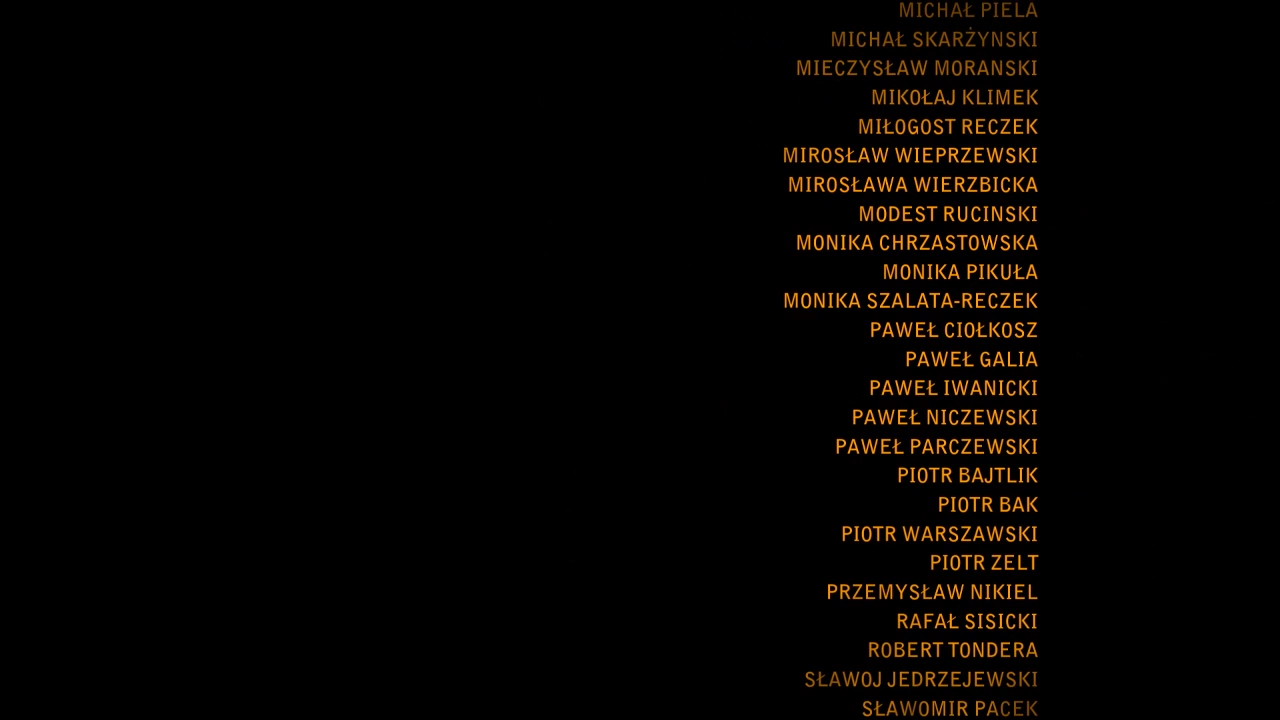 MICHAŁ PIELA
MICHAŁ SKARŻYNSKI
MIECZYSŁAW MORANSKI
MIKOŁAJ KLIMEK
MIŁOGOST RECZEK
MIROSŁAW WIEPRZEWSKI
MIROSŁAWA WIERZBICKA
MODEST RUCINSKI
MONIKA CHRZASTOWSKA
MONIKA PIKUŁA
MONIKA SZALATA-RECZEK
PAWEŁ CIOŁKOSZ
PAWEŁ GALIA
PAWEŁ IWANICKI
PAWEŁ NICZEWSKI
PAWEŁ PARCZEWSKI
PIOTR BAJTLIK
PIOTR BAK
PIOTR WARSZAWSKI
PIOTR ZELT
PRZEMYSŁAW NIKIEL
RAFAŁ SISICKI
ROBERT TONDERA
SŁAWOJ JEDRZEJEWSKI
SŁAWOMIR PACEK